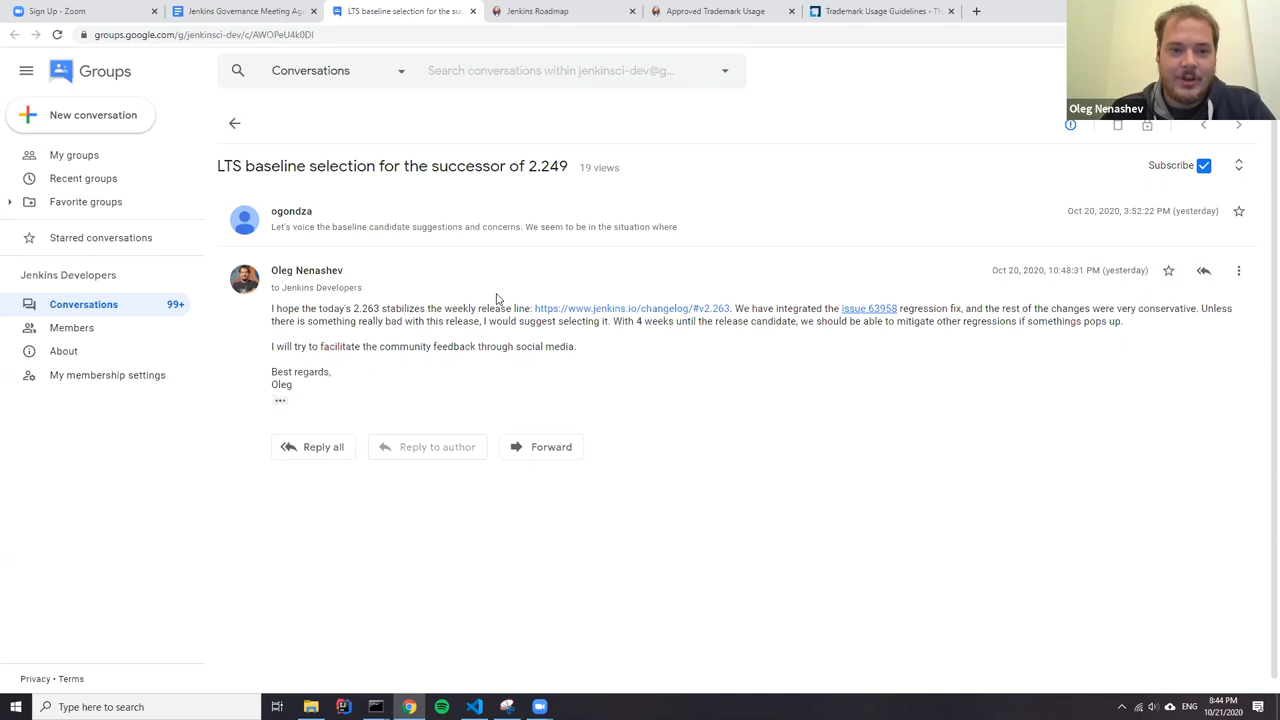 Sign Up - Zoom
Jenkins Governance Meeting Ag
LTS baseline selection for the suc
Jenkins Roadmap
Approved Trademark Usage
Trademark Usage Guidelines - Th
groups.google.com/g/jenkinsci-dev/c/AWOPeU4k0DI
Groups
Conversations
Search conversations within jenkinsci-dev@g...
Oleg Nenashev
New conversation
My groups
Recent groups
Favorite groups
Starred conversations
Jenkins Developers
Conversations 99+
Members
About
My membership settings
Privacy • Terms
LTS baseline selection for the successor of 2.249 19 views
Subscribe
ogondza
Oct 20, 2020, 3:52:22 PM (yesterday)
Let's voice the baseline candidate suggestions and concerns. We seem to be in the situation where
Oleg Nenashev
Oct 20, 2020, 10:48:31 PM (yesterday)
to Jenkins Developers
I hope the today's 2.263 stabilizes the weekly release line: https://www.jenkins.io/changelog/#v2.263. We have integrated the issue 63958 regression fix, and the rest of the changes were very conservative. Unless
there is something really bad with this release, I would suggest selecting it. With 4 weeks until the release candidate, we should be able to mitigate other regressions if somethings pops up.
I will try to facilitate the community feedback through social media.
Best regards,
Oleg
•••
Reply all
Reply to author
Forward
Type here to search
ENG
8:44 PM
10/21/2020